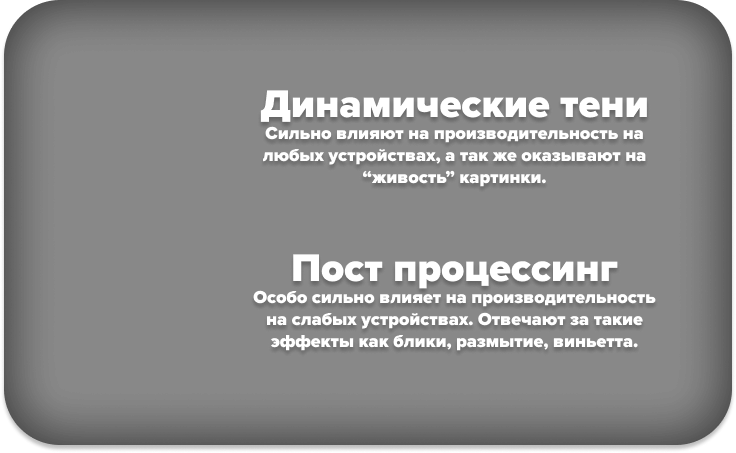 Динамические тени
Сильно влияют на производительность на
любых устройствах, а так же оказывают на
“живость” картинки.
Пост процессинг
Особо сильно влияет на производительность
на слабых устройствах. Отвечают за такие
эффекты как блики, размытие, виньетта.